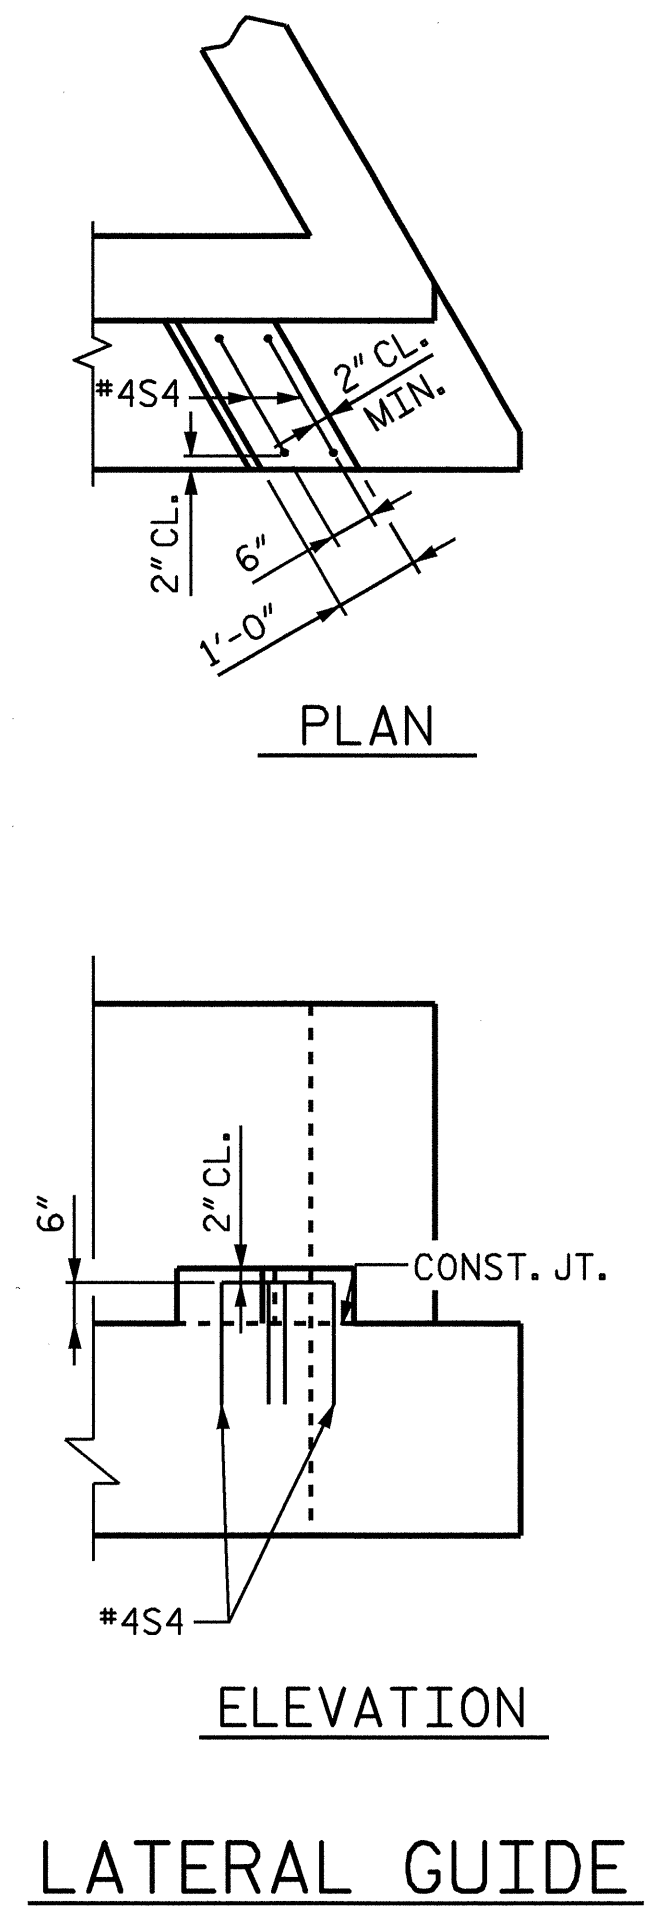 2" CL.
MIN.
#4S4
2" CL.
6"
1'-0"
PLAN
2" CL.
6"
CONST. JT.
#4S4
ELEVATION
LATERAL GUIDE